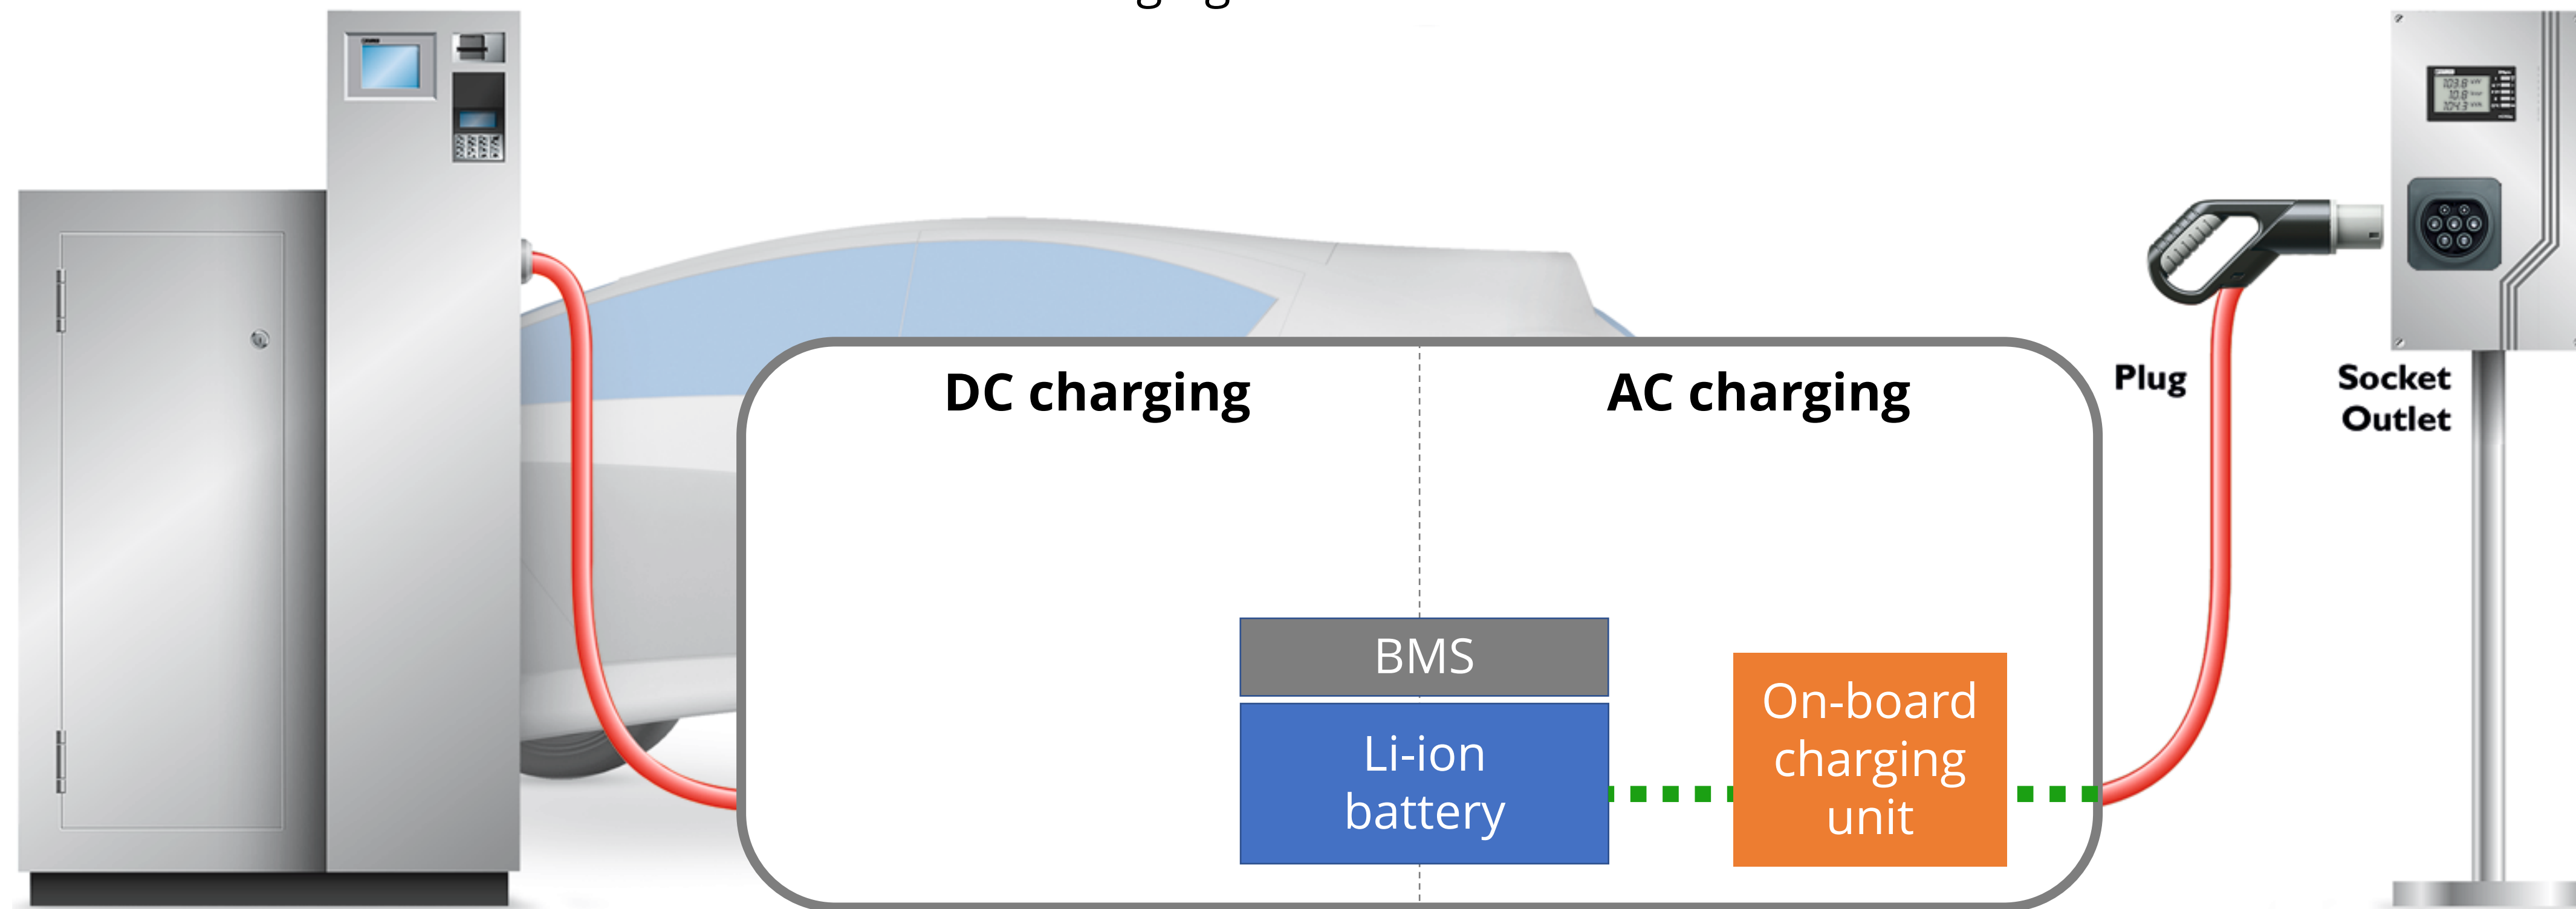 DC charging
AC charging
Plug
Socket
Outlet
BMS
Li-ion
battery
On-board
charging
unit